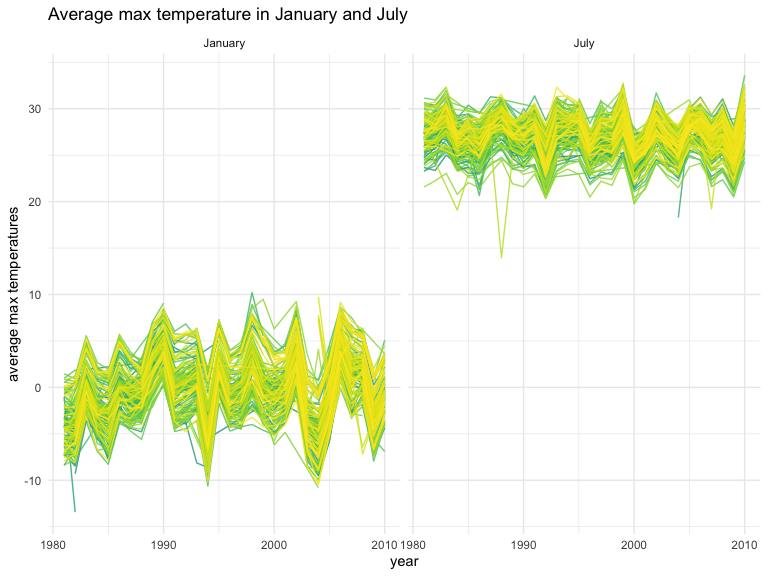 Average max temperature in January and July
January
July
average max temperatures
30
20
10
0
-10
1980
1990
2000
2010
1980
1990
2000
2010
year